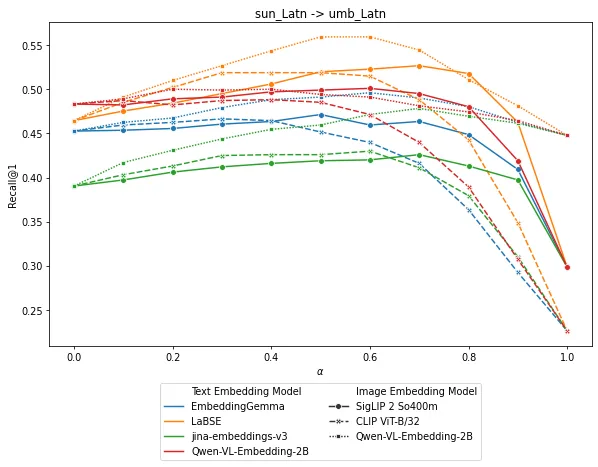 sun_Latn -> umb_Latn
Recall@1
0.55
0.50
0.45
0.40
0.35
0.30
0.25
0.0 0.2 0.4 0.6 0.8 1.0
α
Text Embedding Model Image Embedding Model
EmbeddingGemma SigLIP 2 So400m
LaBSE CLIP ViT-B/32
jina-embeddings-v3 Qwen-VL-Embedding-2B
Qwen-VL-Embedding-2B